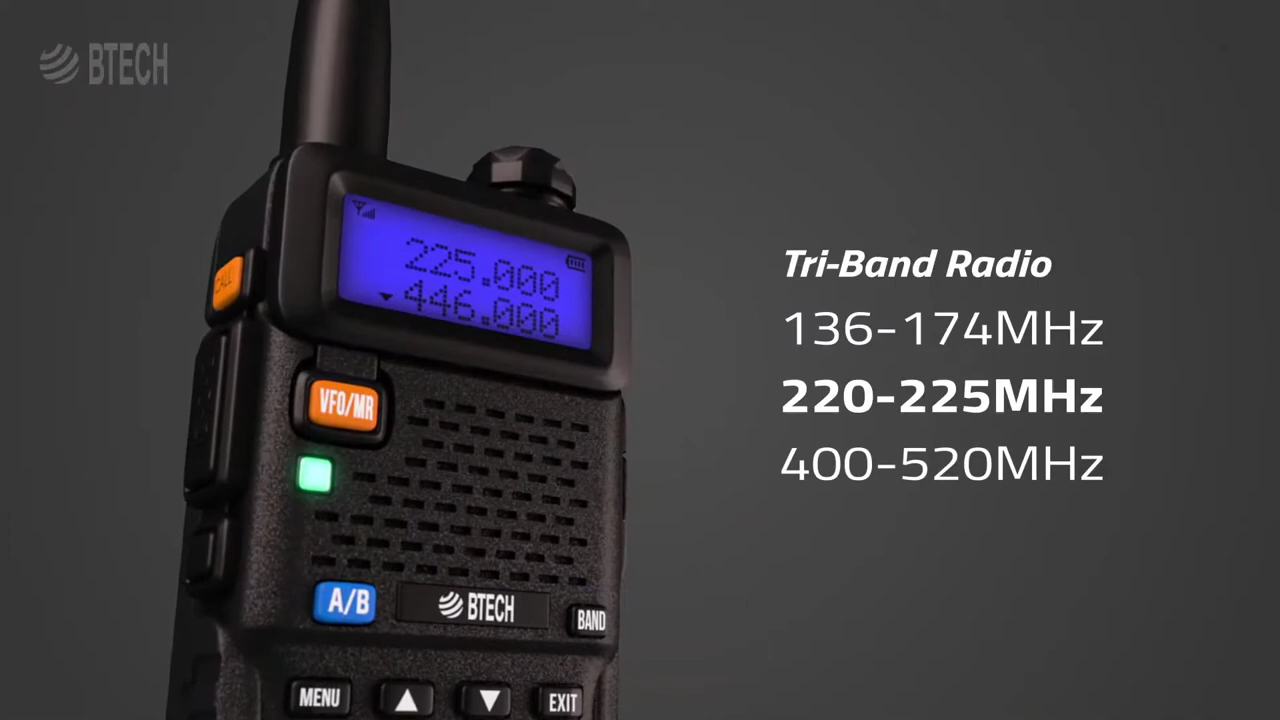 BTECH
Tri-Band Radio
136-174MHz
220-225MHz
400-520MHz
225.000
446.000
CALL
VFO/MR
A/B
BTECH
BAND
MENU
EXIT